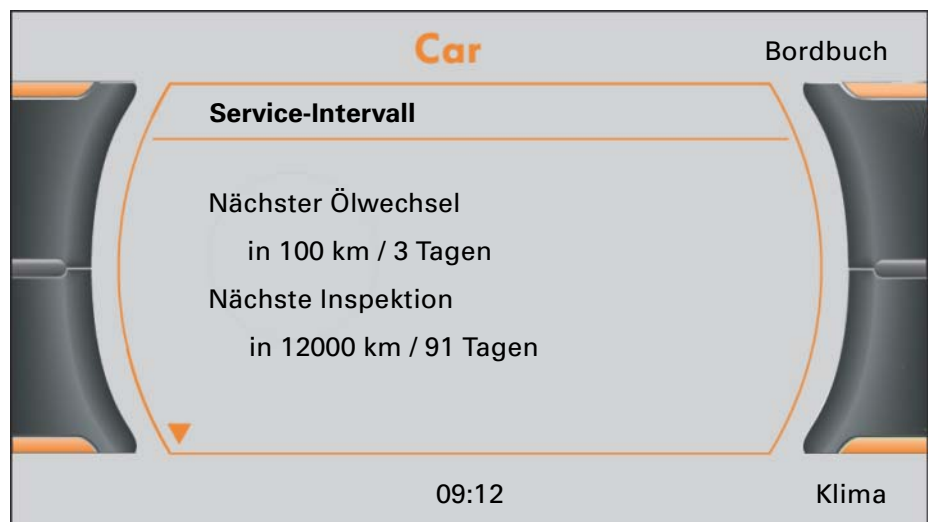 Car
Bordbuch
Service-Intervall
Nächster Ölwechsel
in 100 km / 3 Tagen
Nächste Inspektion
in 12000 km / 91 Tagen
09:12
Klima